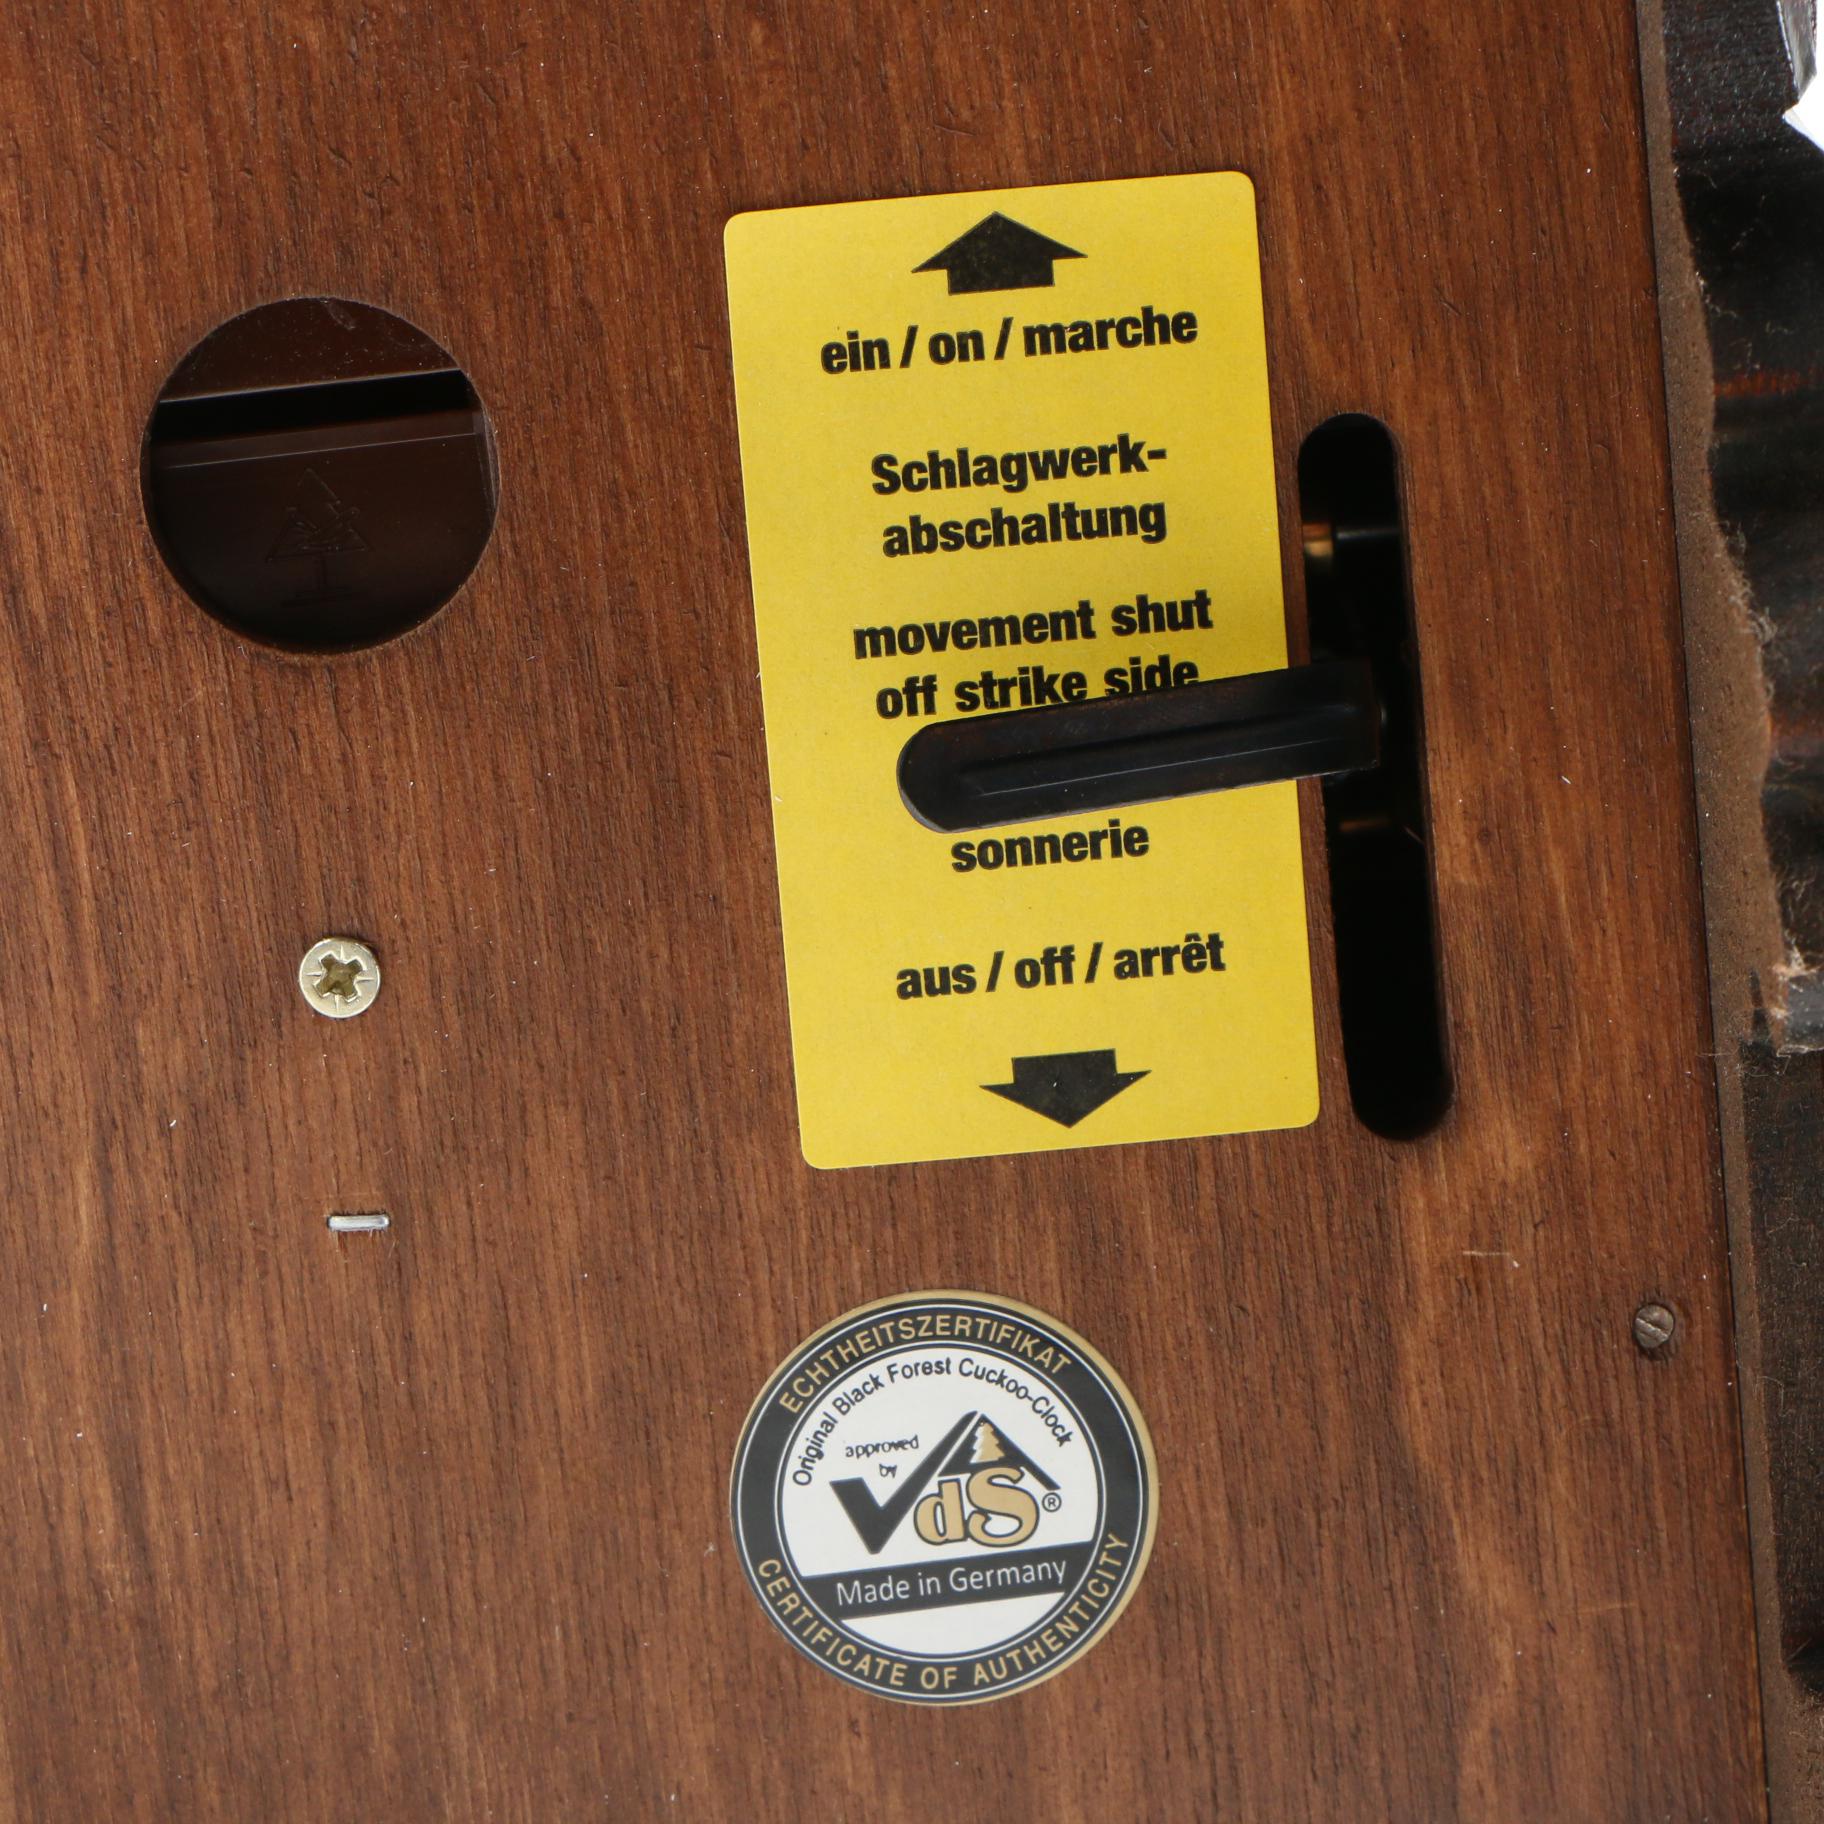 ein / on / marche
Schlagwerk-
abschaltung
movement shut
off strike side
sonnerie
aus / off / arrêt
ECHTHEITSZERTIFIKAT
Original Black Forest Cuckoo-Clock
approved
by
VdS®
Made in Germany
CERTIFICATE OF AUTHENTICITY